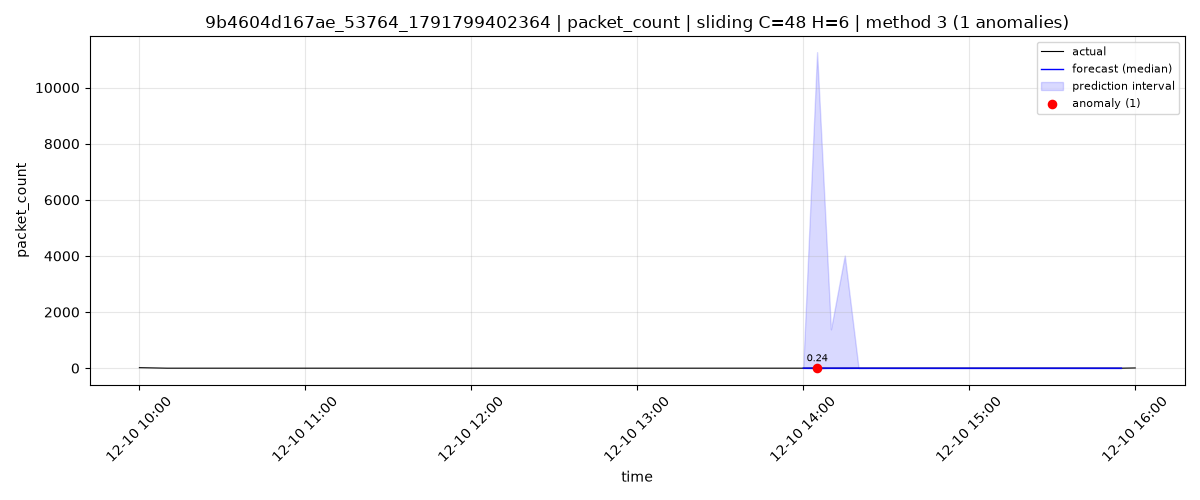 9b4604d167ae_53764_1791799402364 | packet_count | sliding C=48 H=6 | method 3 (1 anomalies)
actual
forecast (median)
prediction interval
anomaly (1)
10000
8000
6000
4000
2000
0
packet_count
0.24
12-10 10:00
12-10 11:00
12-10 12:00
12-10 13:00
12-10 14:00
12-10 15:00
12-10 16:00
time